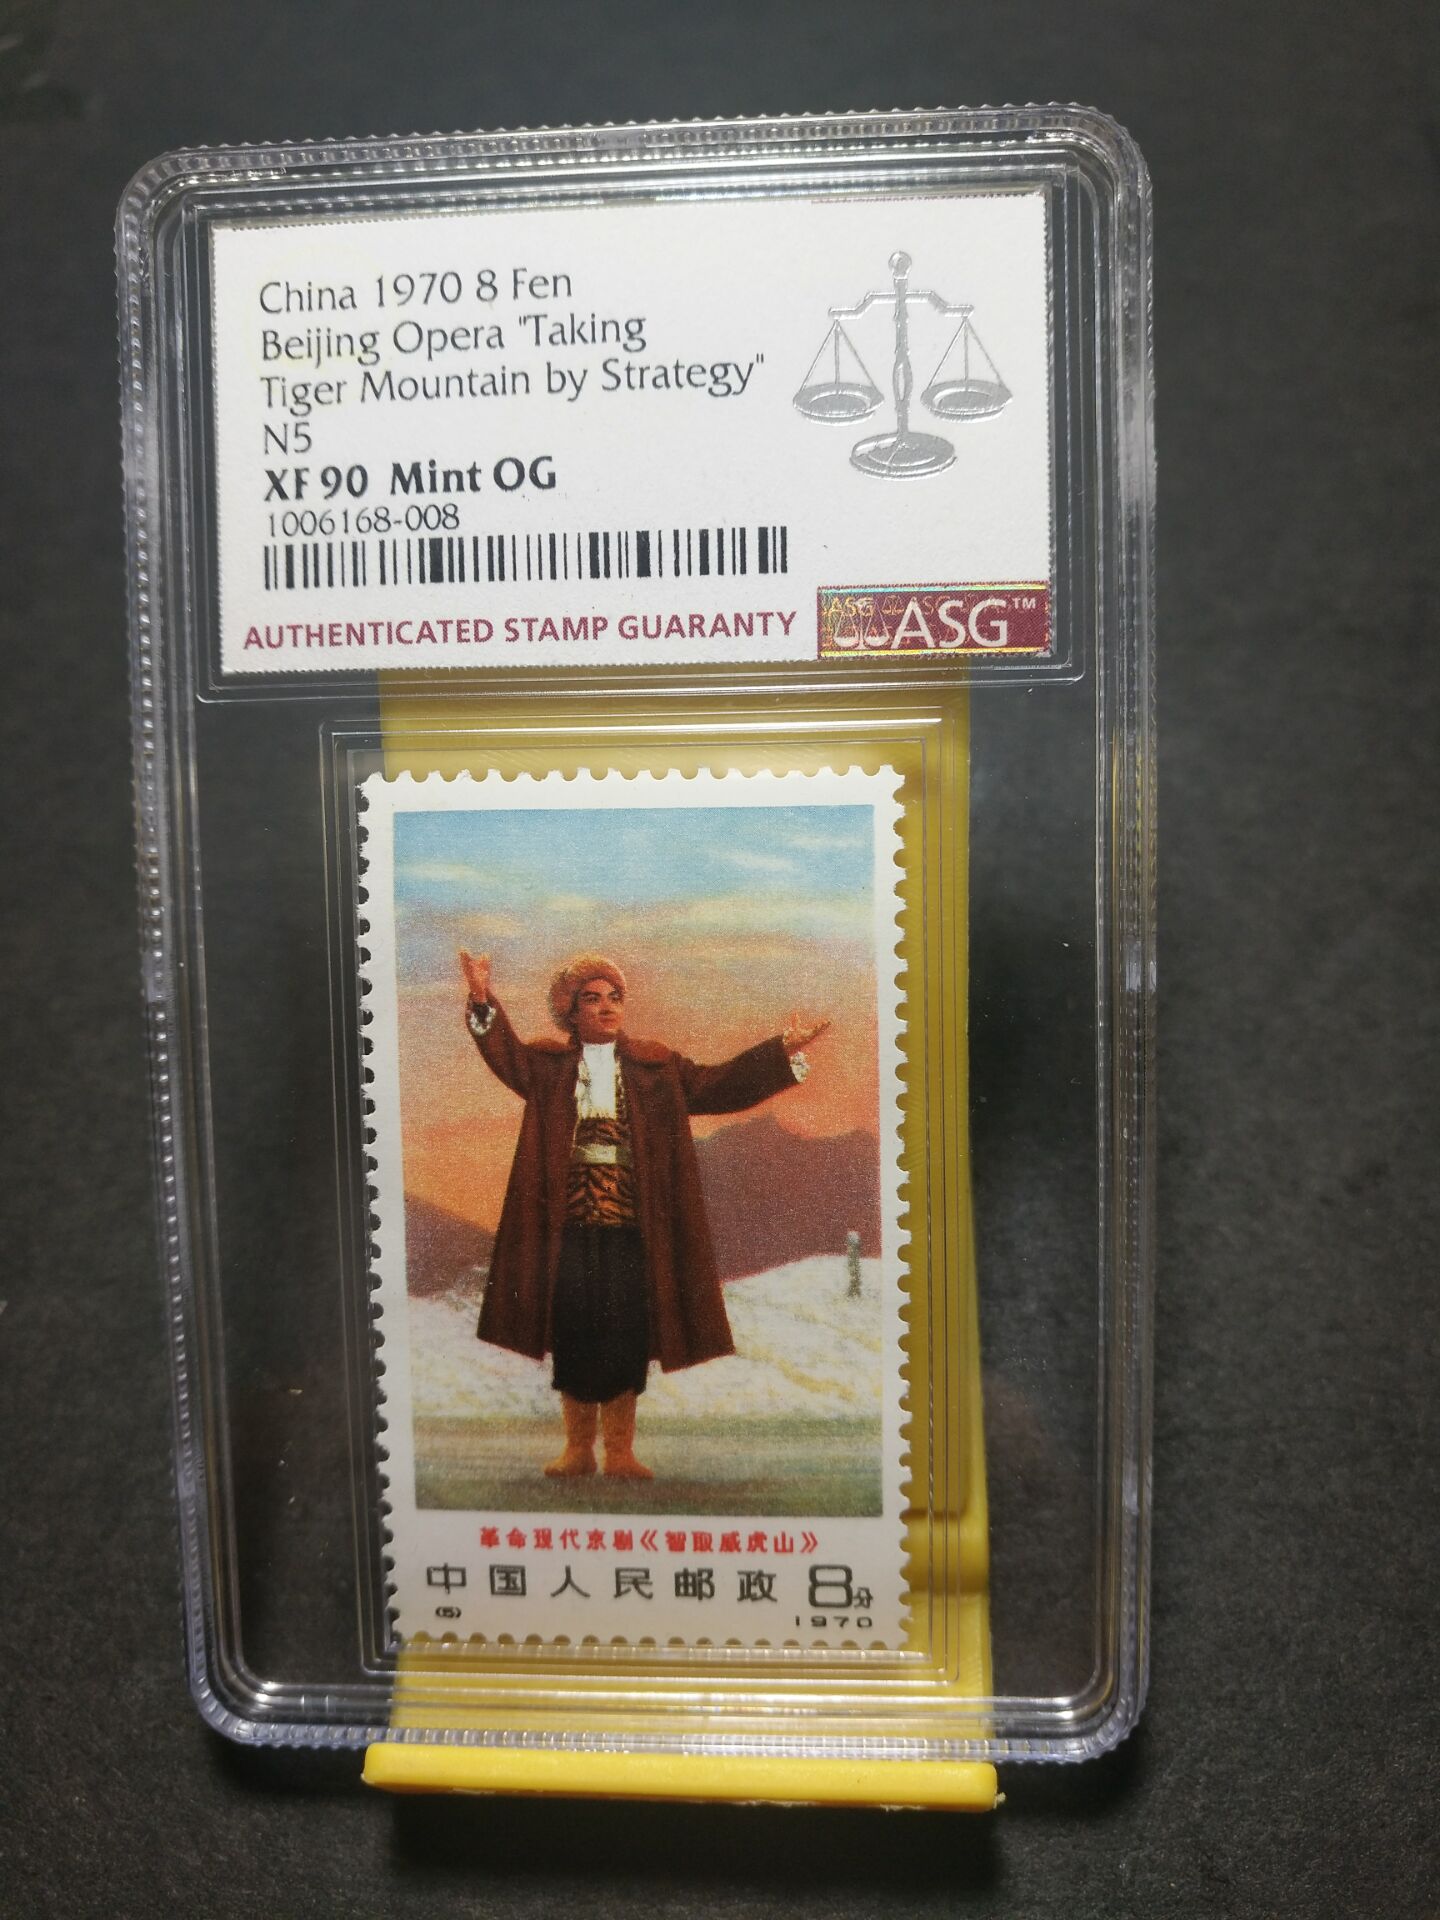 China 1970 8 Fen
Beijing Opera "Taking
Tiger Mountain by Strategy"
N5
XF 90 Mint OG
1006168-008
AUTHENTICATED STAMP GUARANTY
ASG™
革命现代京剧《智取威虎山》
中国人民邮政 8分
(5) 1970